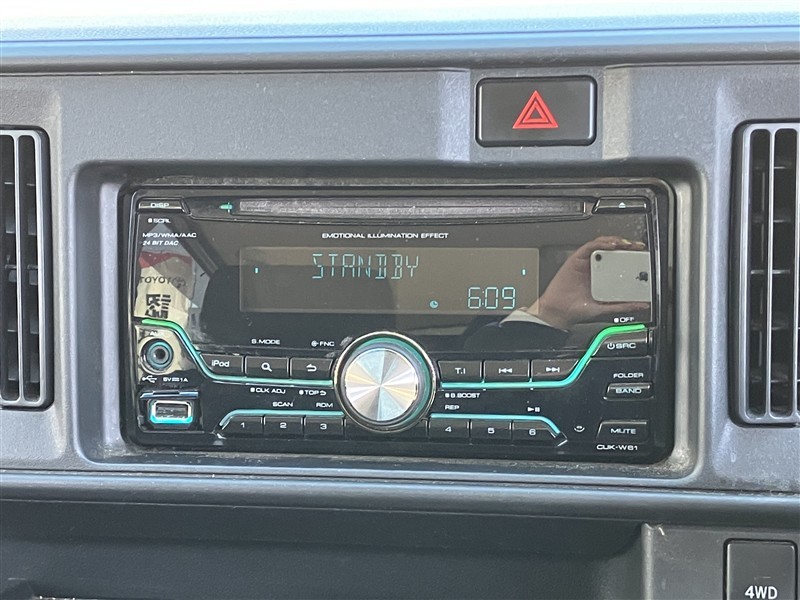 DISP
SCRL
MP3/WMA/AAC
24 BIT DAC
EMOTIONAL ILLUMINATION EFFECT
STANDBY
6:09
TOYOTA
OFF
S.MODE
FNC
SRC
iPod
T.I
5V⎓1A
CLK ADJ
TOP
B.BOOST
FOLDER
BAND
SCAN
RDM
REP
1 2 3 4 5 6
MUTE
CUK-W61
4WD